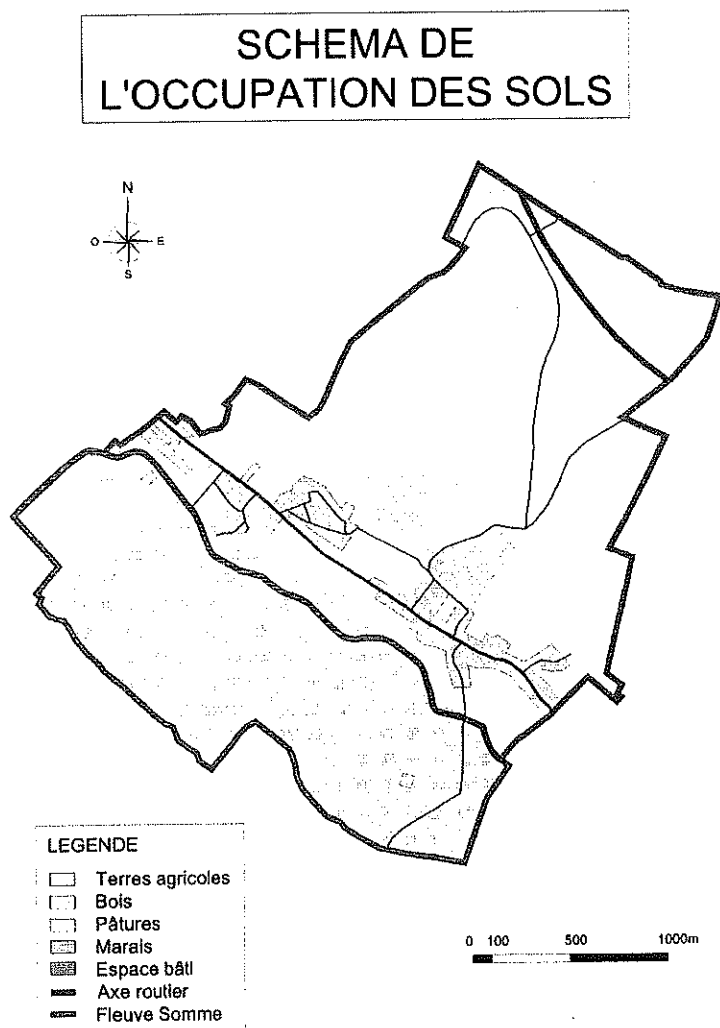 SCHEMA DE
L'OCCUPATION DES SOLS
N
O
E
S
LEGENDE
Terres agricoles
Bois
Pâtures
Marais
Espace bâti
Axe routier
Fleuve Somme
0 100 500 1000m